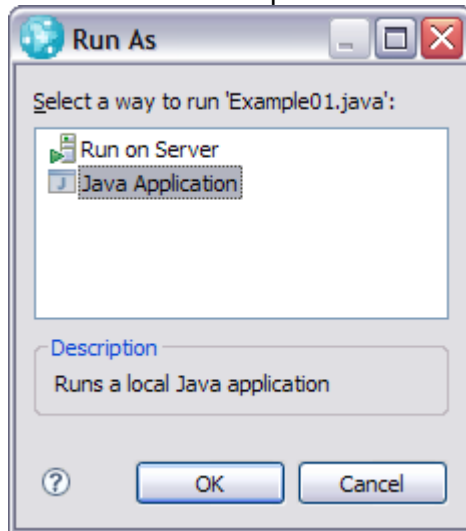 Run As
Select a way to run 'Example01.java':
Run on Server
Java Application
Description
Runs a local Java application
OK Cancel